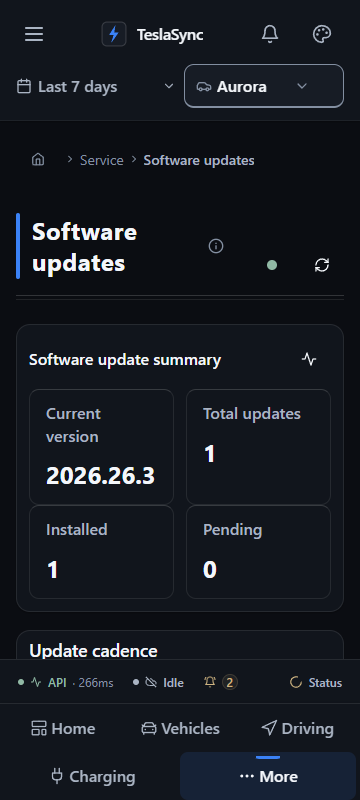 TeslaSync
Last 7 days
Aurora
Service
Software updates
Software
updates
Software update summary
Current
version
2026.26.3
Total updates
1
Installed
1
Pending
0
Update cadence
API · 266ms
Idle
2
Status
Home
Vehicles
Driving
Charging
More